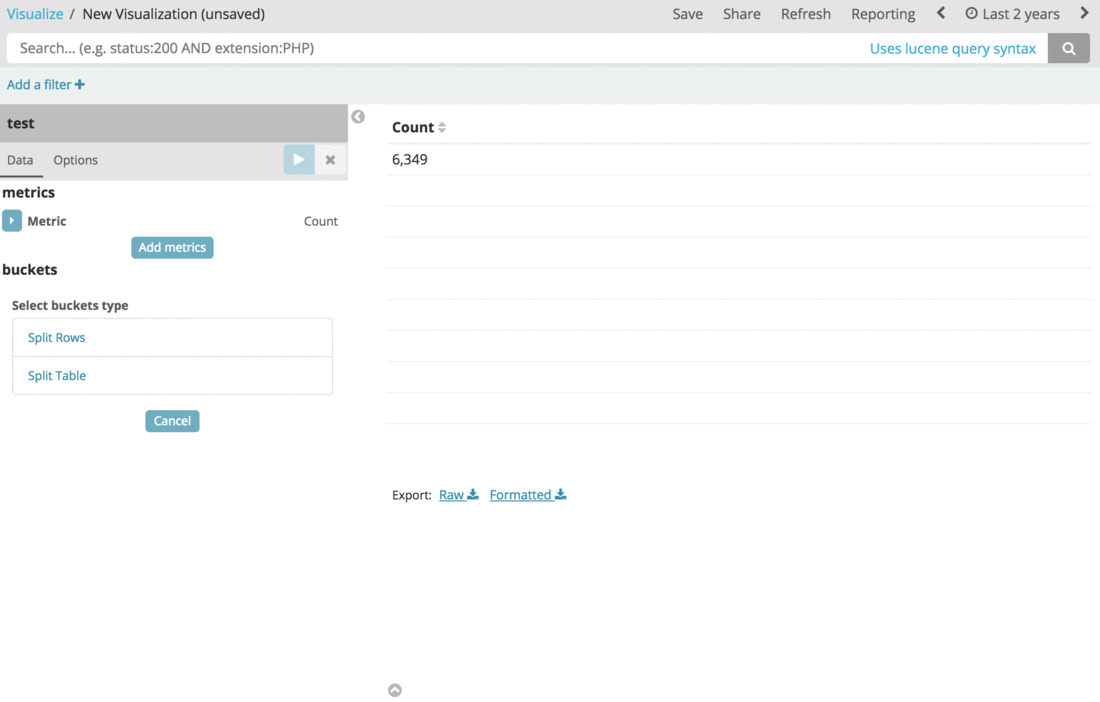 Visualize / New Visualization (unsaved) Save Share Refresh Reporting Last 2 years
Search... (e.g. status:200 AND extension:PHP) Uses lucene query syntax
Add a filter
test
Data Options
metrics
Metric Count
Add metrics
buckets
Select buckets type
Split Rows
Split Table
Cancel
Count
6,349
Export: Raw Formatted